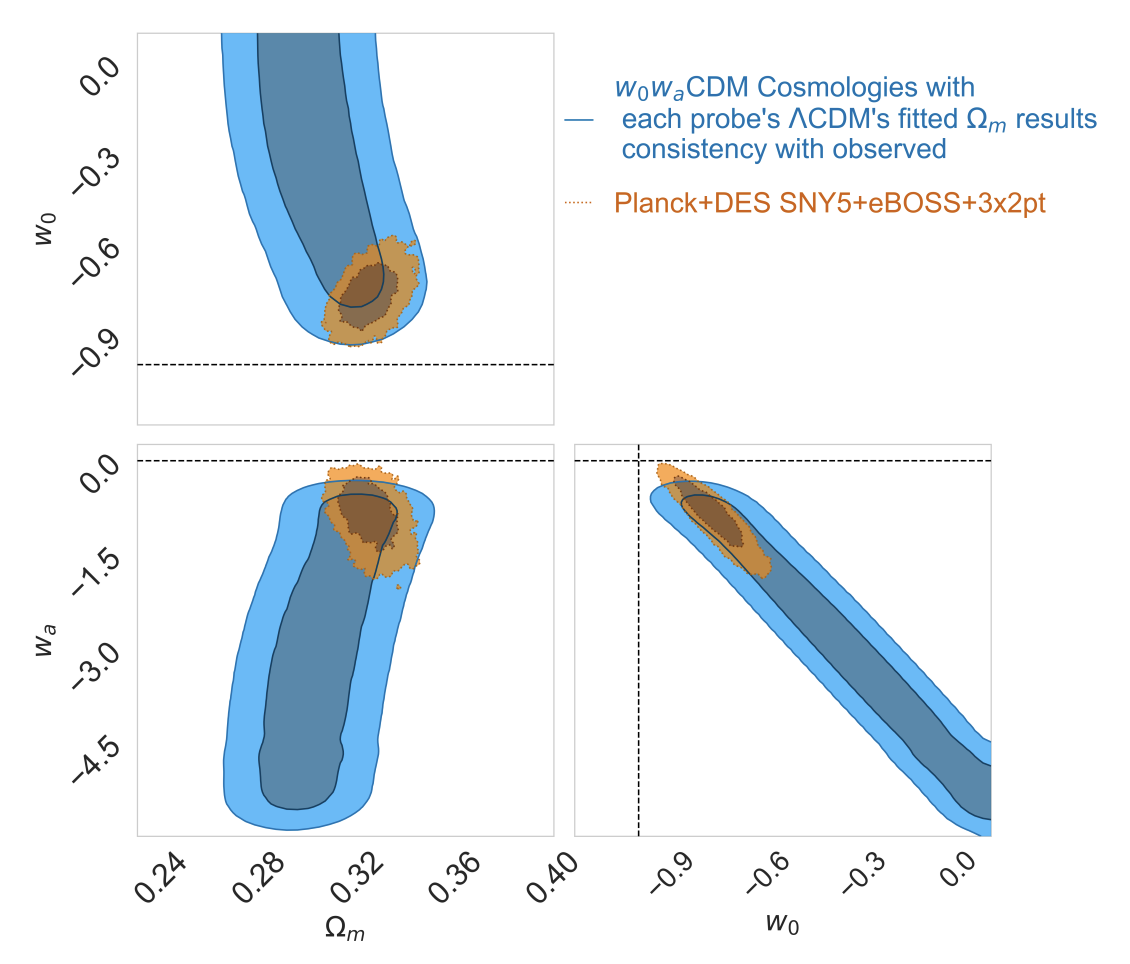 w₀wₐCDM Cosmologies with
each probe's ΛCDM's fitted Ωₘ results
consistency with observed
Planck+DES SNY5+eBOSS+3x2pt
0.0
−0.3
−0.6
−0.9
w₀
0.0
−1.5
−3.0
−4.5
wₐ
0.24 0.28 0.32 0.36 0.40
Ωₘ
−0.9 −0.6 −0.3 0.0
w₀